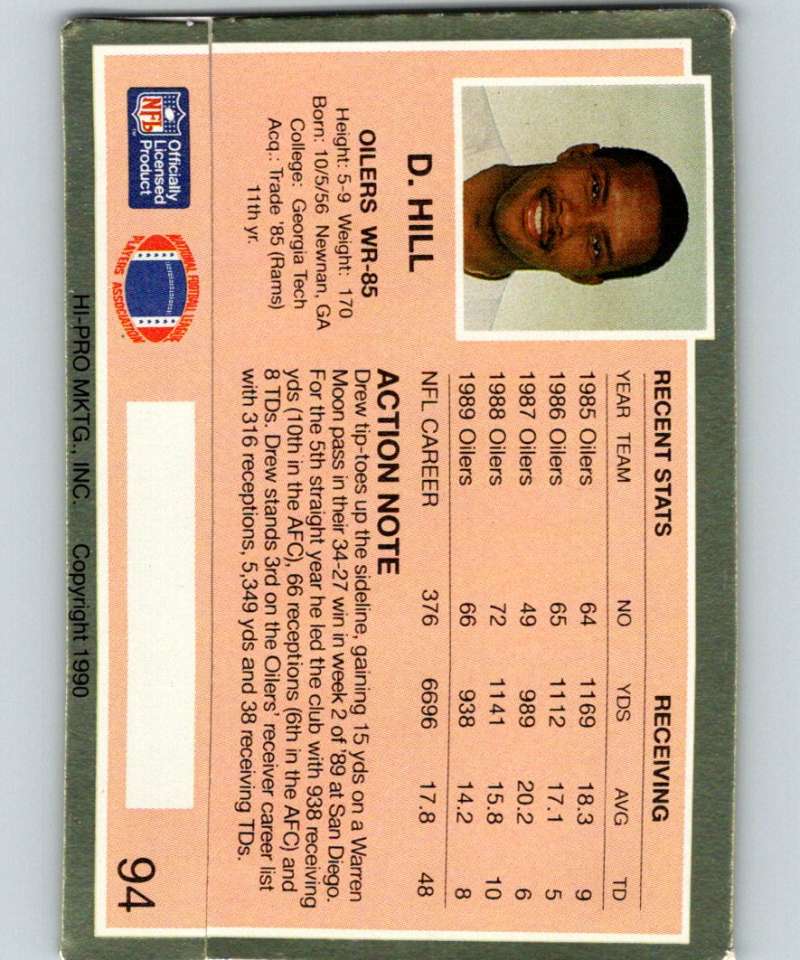 D. HILL
OILERS WR-85
Height: 5-9 Weight: 170
Born: 10/5/56 Newnan, GA
College: Georgia Tech
Acq.: Trade '85 (Rams)
11th yr.
NFL
Officially
Licensed
Product
NATIONAL FOOTBALL LEAGUE
PLAYERS ASSOCIATION
RECENT STATS RECEIVING
YEAR TEAM NO YDS AVG TD
1985 Oilers 64 1169 18.3 9
1986 Oilers 65 1112 17.1 5
1987 Oilers 49 989 20.2 6
1988 Oilers 72 1141 15.8 10
1989 Oilers 66 938 14.2 8
NFL CAREER 376 6696 17.8 48
ACTION NOTE
Drew tip-toes up the sideline, gaining 15 yds on a Warren
Moon pass in their 34-27 win in week 2 of '89 at San Diego.
For the 5th straight year he led the club with 938 receiving
yds (10th in the AFC), 66 receptions (6th in the AFC) and
8 TDs. Drew stands 3rd on the Oilers' receiver career list
with 316 receptions, 5,349 yds and 38 receiving TDs.
94
HI-PRO MKTG., INC. Copyright 1990